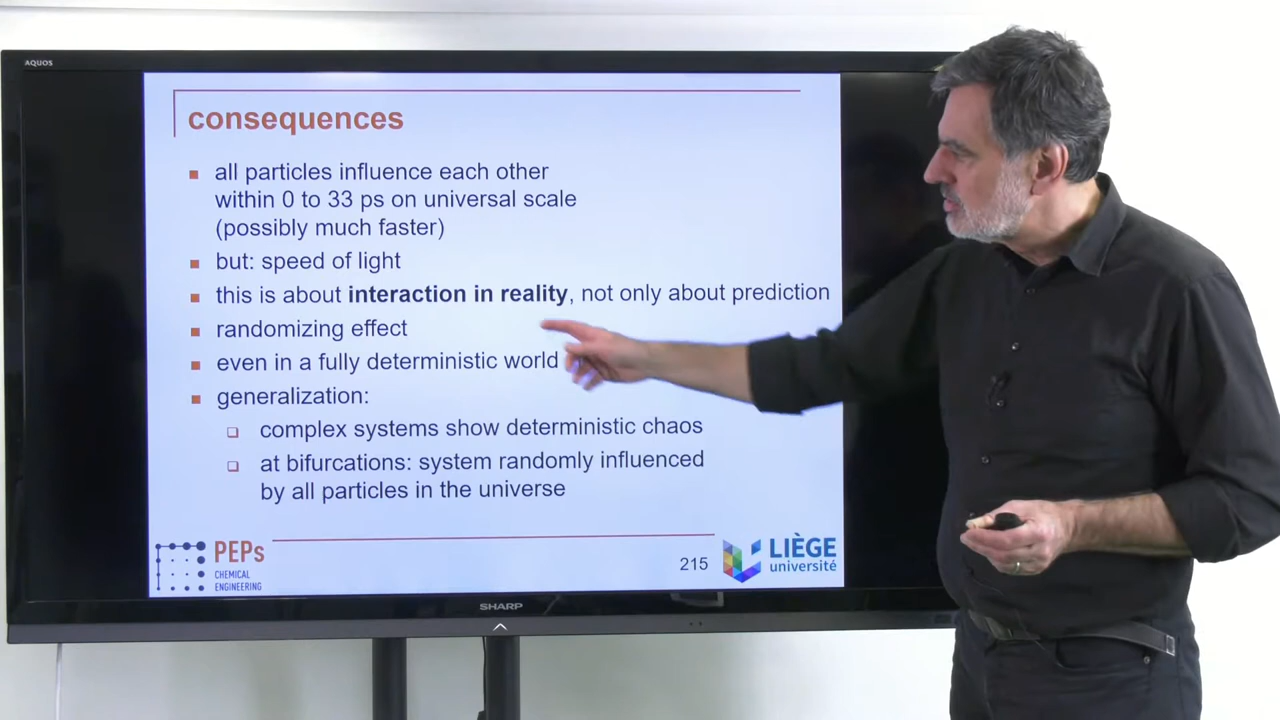 AQUOS
consequences
all particles influence each other
within 0 to 33 ps on universal scale
(possibly much faster)
but: speed of light
this is about interaction in reality, not only about prediction
randomizing effect
even in a fully deterministic world
generalization:
complex systems show deterministic chaos
at bifurcations: system randomly influenced
by all particles in the universe
PEPs
CHEMICAL
ENGINEERING
215
LIÈGE
université
SHARP